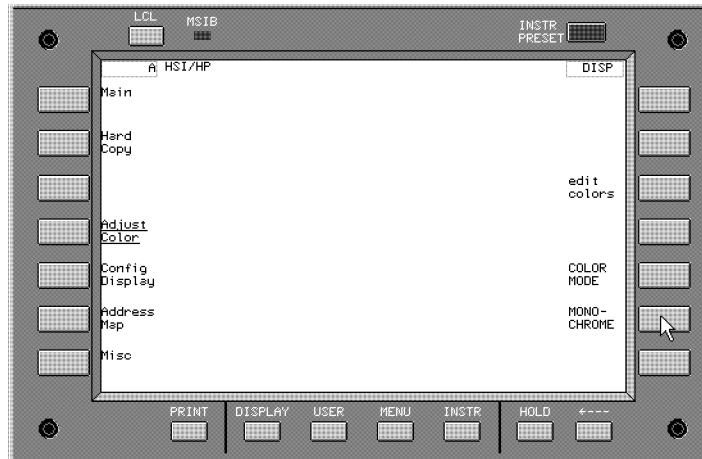 LCL
MSIB
INSTR
PRESET
A HSI/HP
DISP
Main
Hard
Copy
edit
colors
Adjust
Color
Config
Display
COLOR
MODE
Address
Map
MONO-
CHROME
Misc
PRINT DISPLAY USER MENU INSTR HOLD <---